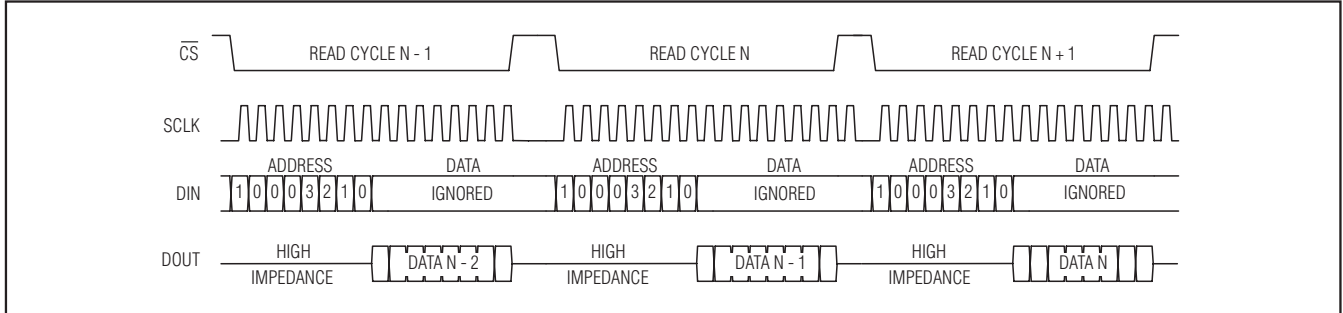 CS READ CYCLE N - 1 READ CYCLE N READ CYCLE N + 1
SCLK
ADDRESS DATA ADDRESS DATA ADDRESS DATA
DIN 1 0 0 0 3 2 1 0 IGNORED 1 0 0 0 3 2 1 0 IGNORED 1 0 0 0 3 2 1 0 IGNORED
DOUT HIGH DATA N - 2 HIGH DATA N - 1 HIGH DATA N
IMPEDANCE IMPEDANCE IMPEDANCE